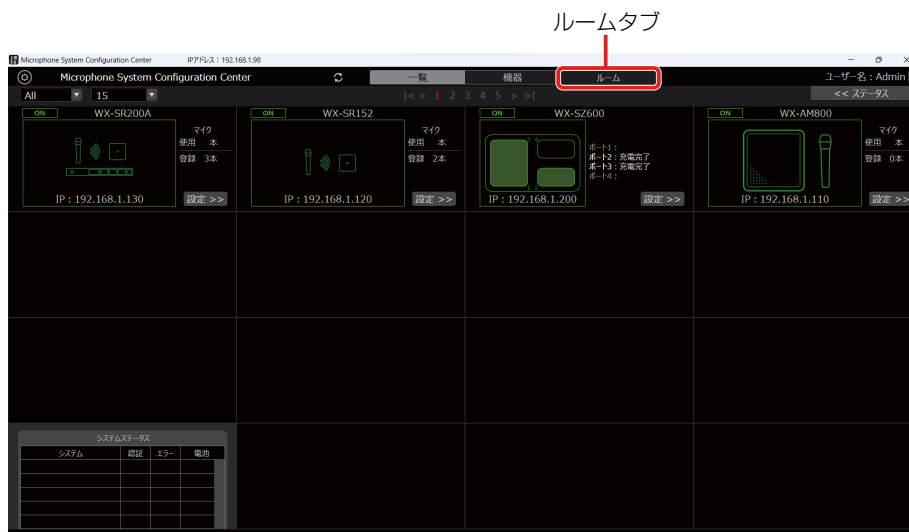 ルームタブ
Microphone System Configuration Center IPアドレス：192.168.1.98
Microphone System Configuration Center 一覧 機器 ルーム ユーザー名：Admin
All 15 |< < 1 2 3 4 5 > >| << ステータス
ON WX-SR200A
マイク
使用 本
登録 3本
IP：192.168.1.130 設定 >>
ON WX-SR152
マイク
使用 本
登録 2本
IP：192.168.1.120 設定 >>
ON WX-SZ600
ポート1：
ポート2：充電完了
ポート3：充電完了
ポート4：
IP：192.168.1.200 設定 >>
ON WX-AM800
マイク
使用 本
登録 0本
IP：192.168.1.110 設定 >>
システムステータス
システム 認証 エラー 電池